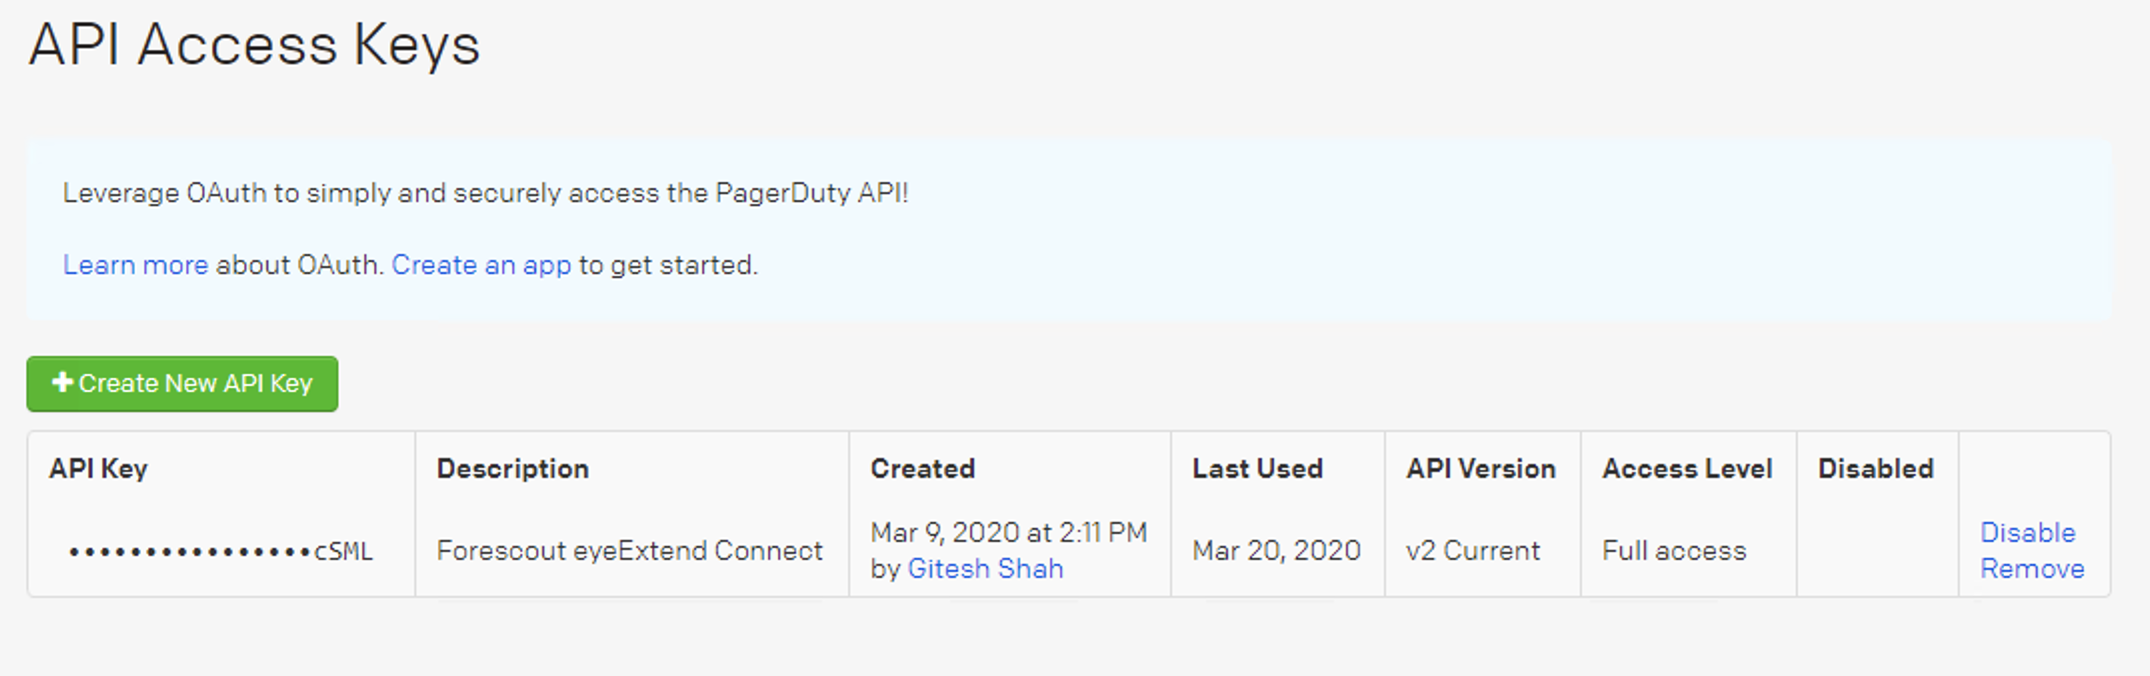 API Access Keys
Leverage OAuth to simply and securely access the PagerDuty API!
Learn more about OAuth. Create an app to get started.
+ Create New API Key
API Key Description Created Last Used API Version Access Level Disabled
••••••••••••••••cSML Forescout eyeExtend Connect Mar 9, 2020 at 2:11 PM Mar 20, 2020 v2 Current Full access Disable
by Gitesh Shah Remove